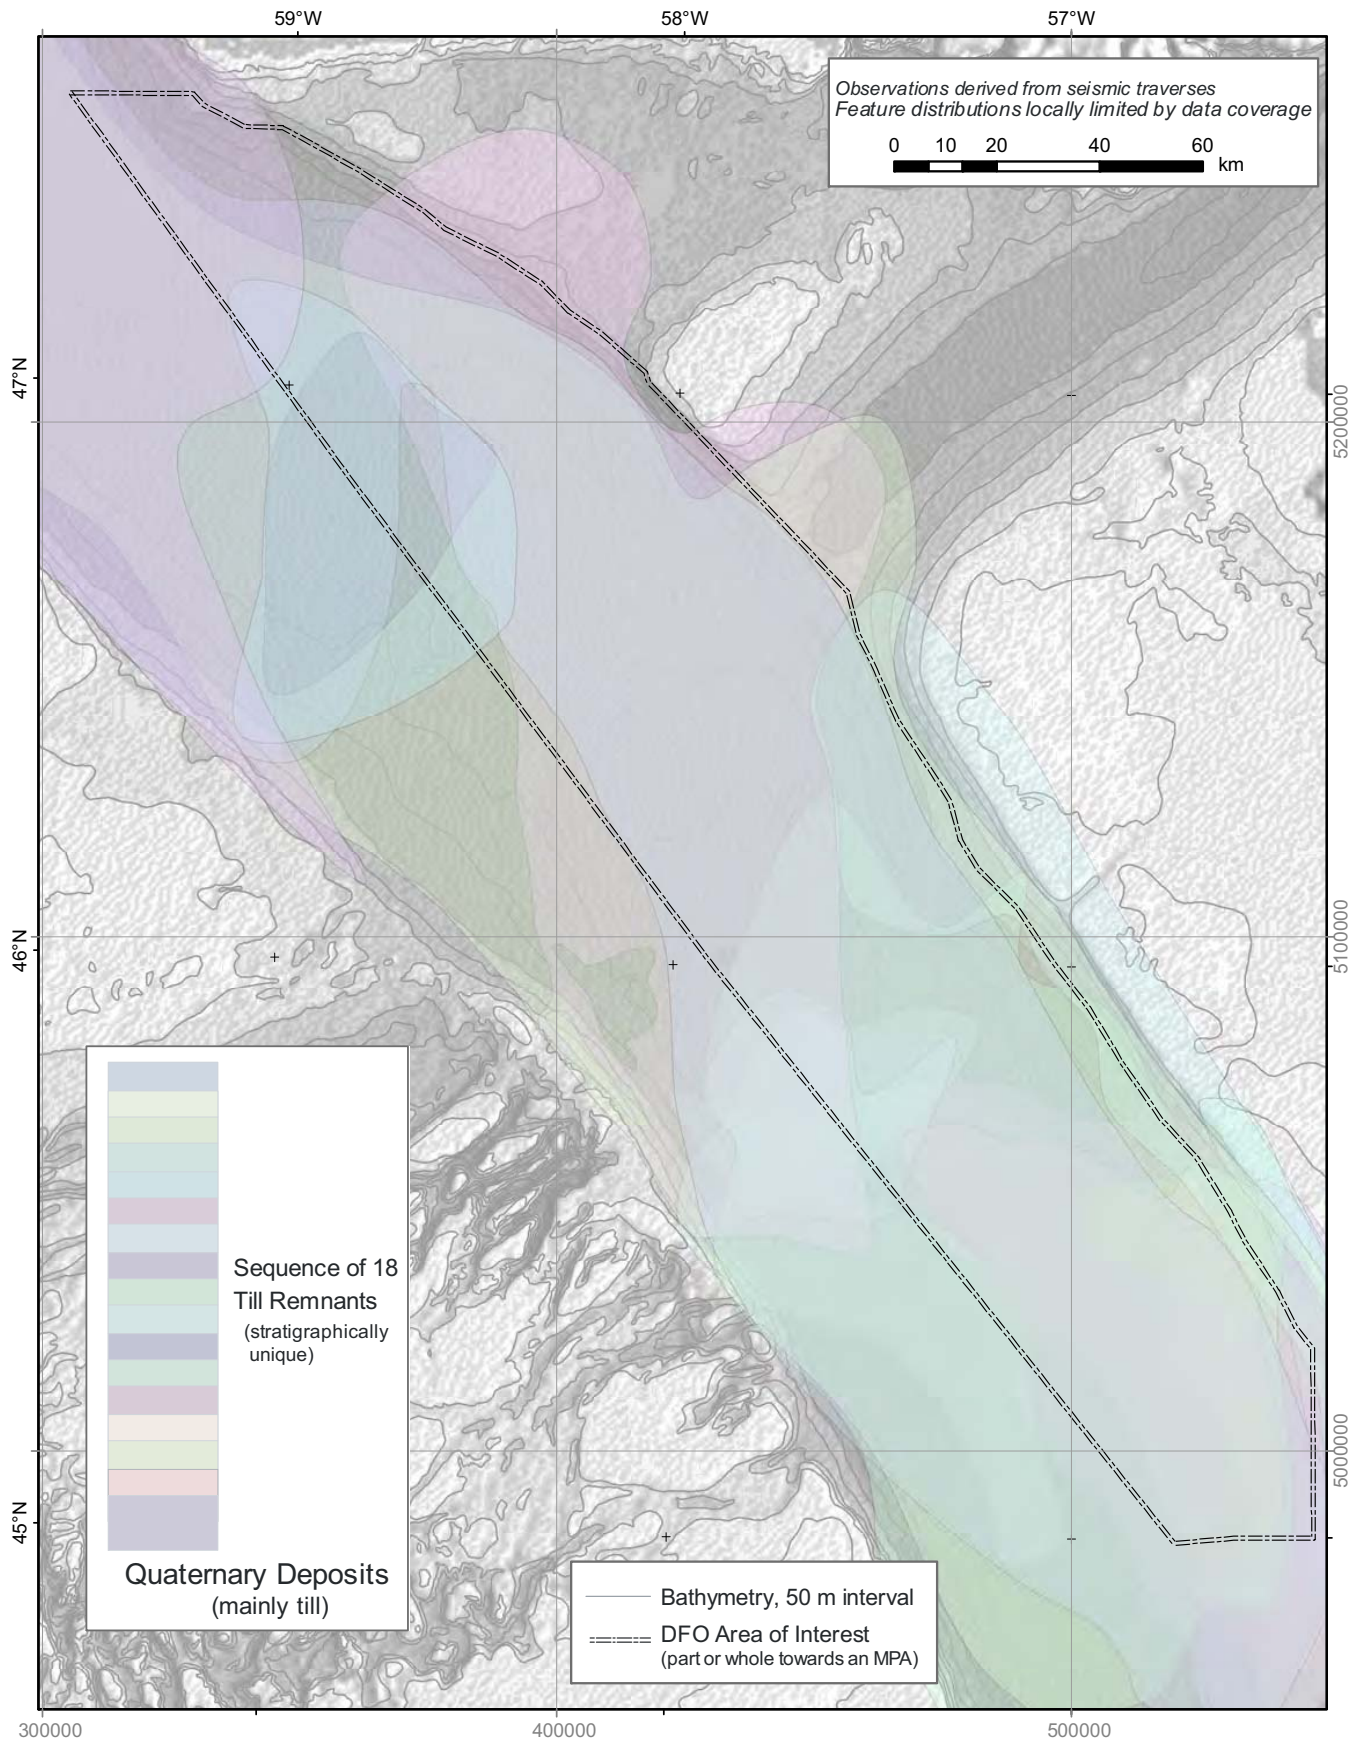 59°W 58°W 57°W
Observations derived from seismic traverses
Feature distributions locally limited by data coverage
0 10 20 40 60
km
47°N
5200000
46°N
5100000
Sequence of 18
Till Remnants
(stratigraphically
unique)
5000000
45°N
Quaternary Deposits
(mainly till)
Bathymetry, 50 m interval
DFO Area of Interest
(part or whole towards an MPA)
300000 400000 500000